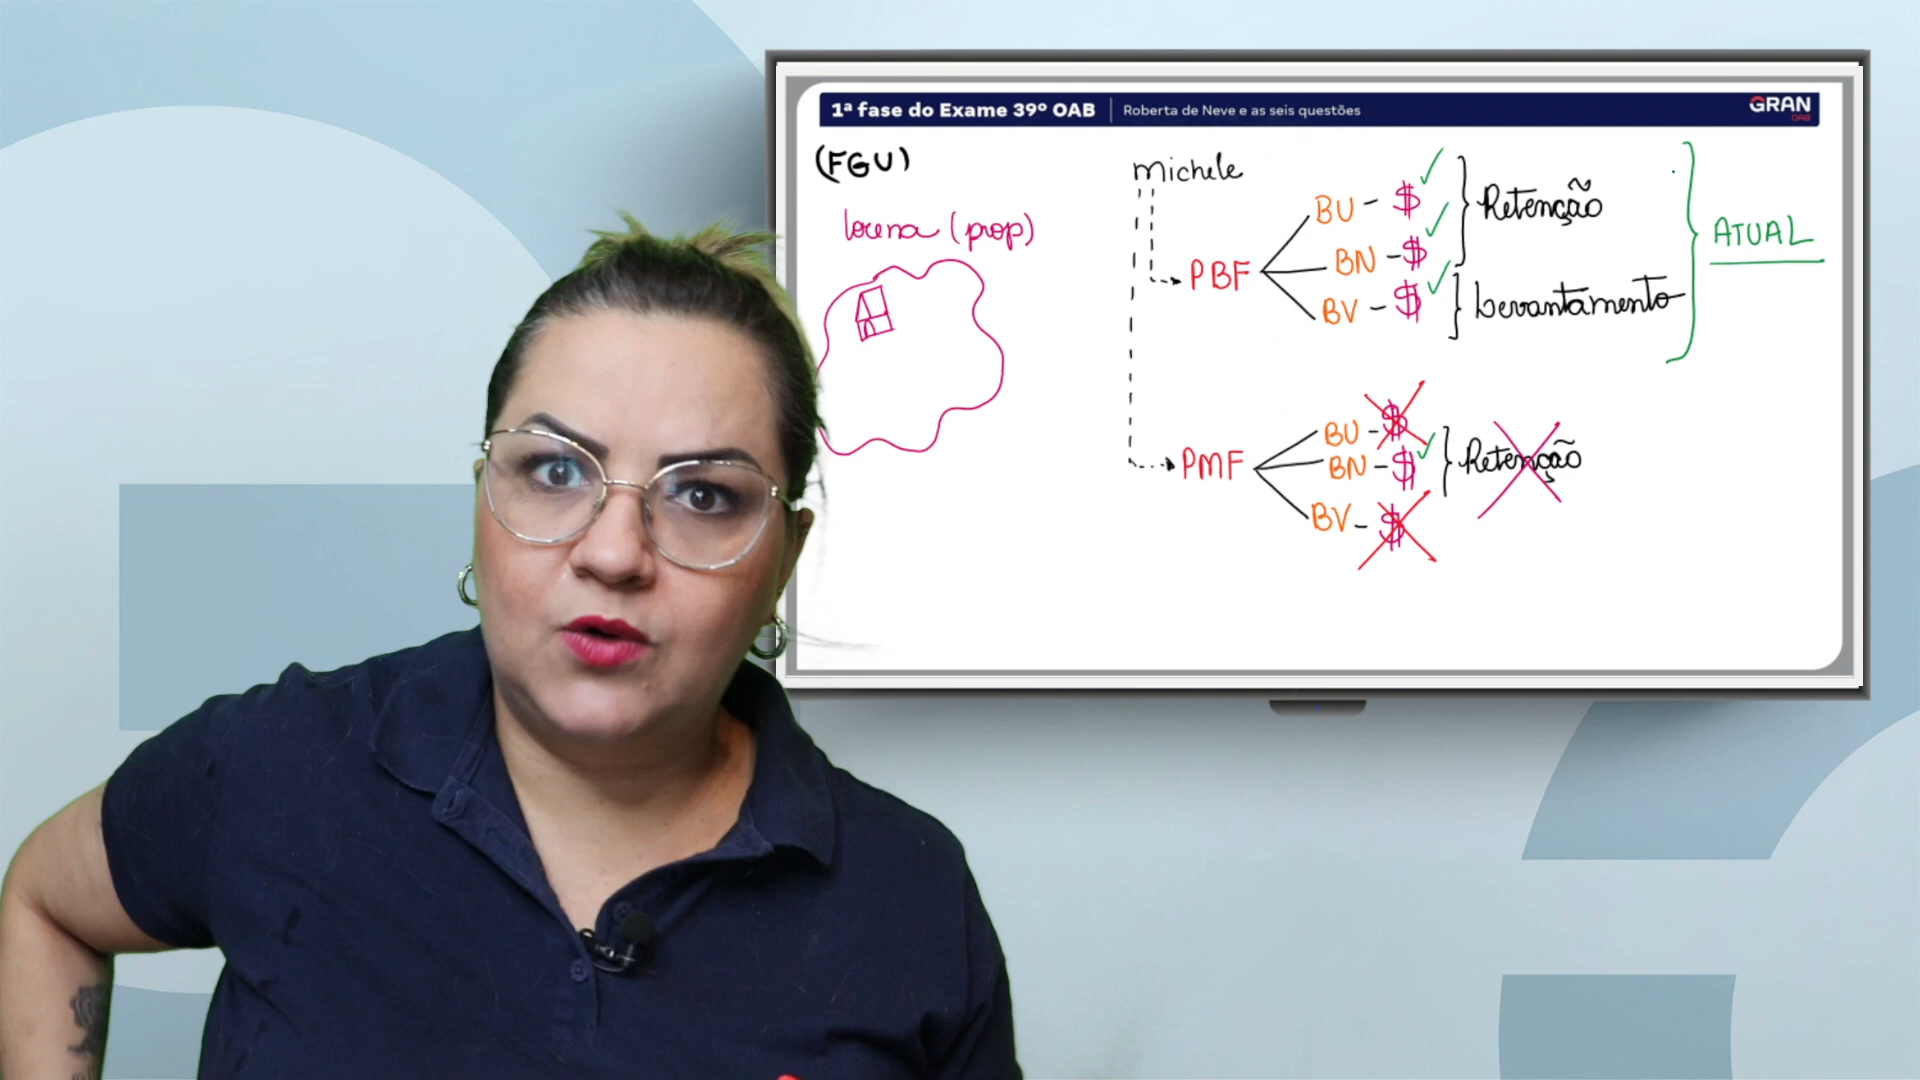 1ª fase do Exame 39º OAB
Roberta de Neve e as seis questões
GRAN
OAB
(FGV)
lorena (prop)
michele
PBF
BU - $
BN - $
BV - $
Retenção
Levantamento
ATUAL
PMF
BU - $
BN - $
BV - $
Retenção